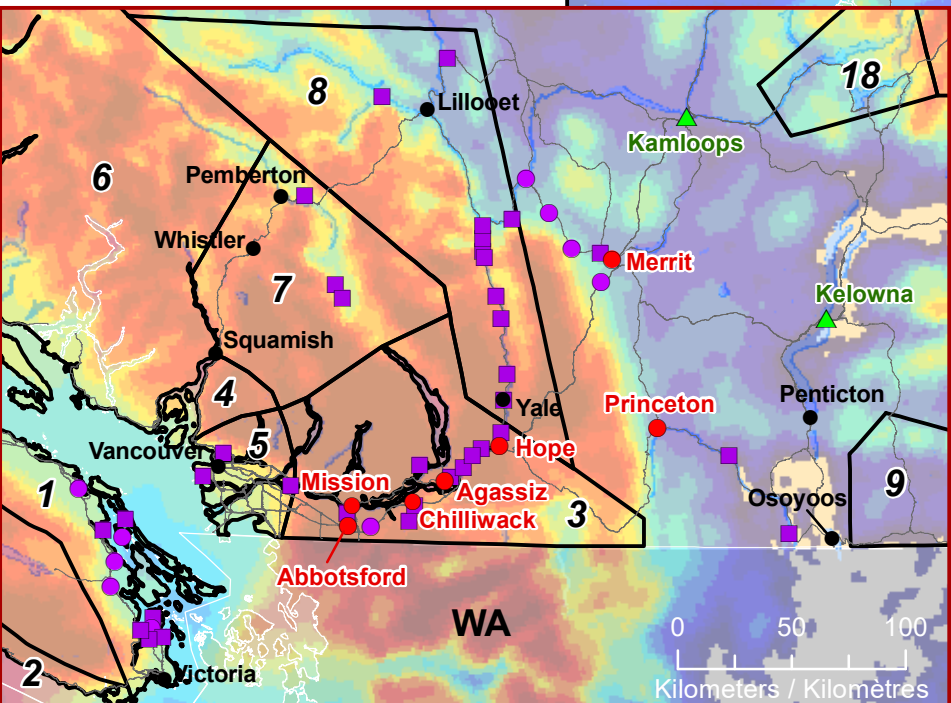 8
18
Lillooet
Kamloops
6
Pemberton
Whistler
Merrit
7
Kelowna
Squamish
4
Penticton
Yale
Princeton
5
Vancouver
Hope
Mission
Agassiz
9
1
Osoyoos
Chilliwack
3
Abbotsford
WA
0 50 100
2
Victoria
Kilometers / Kilomètres